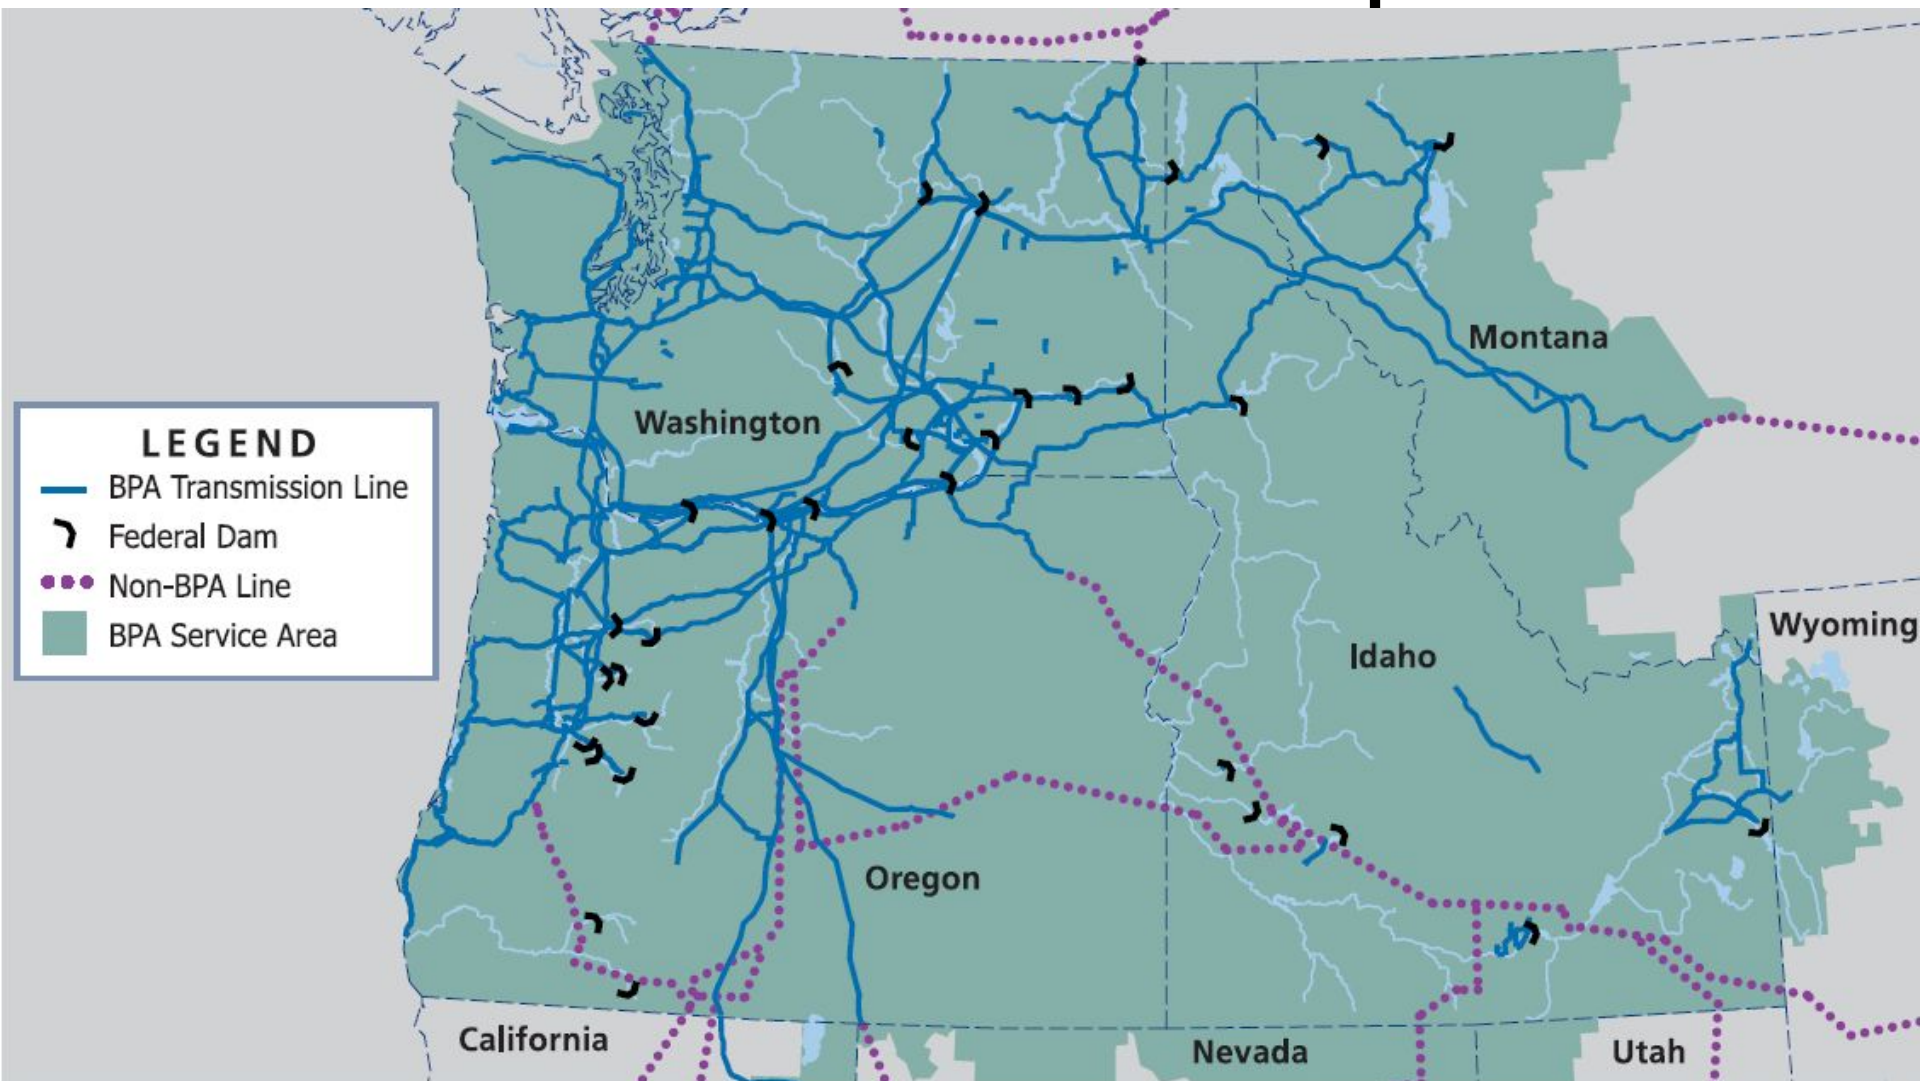 Washington
Montana
LEGEND
BPA Transmission Line
Federal Dam
Non-BPA Line
BPA Service Area
Wyoming
Idaho
Oregon
California
Nevada
Utah